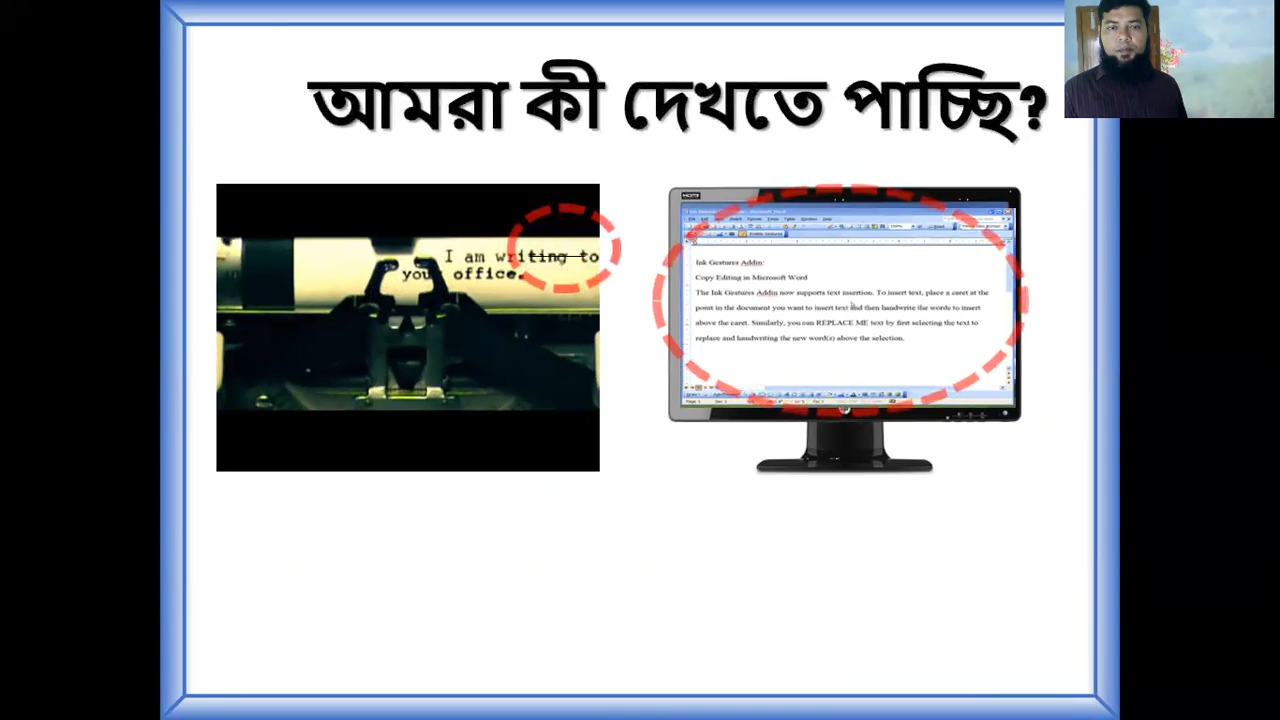 আমরা কী দেখতে পাচ্ছি?
I am writing to
your office.
Ink Gestures Addin:
Copy Editing in Microsoft Word
The Ink Gestures Addin now supports text insertion. To insert text, place a caret at the
point in the document you want to insert text and then handwrite the words to insert
above the caret. Similarly, you can REPLACE ME text by first selecting the text to
replace and handwriting the new word(s) above the selection.